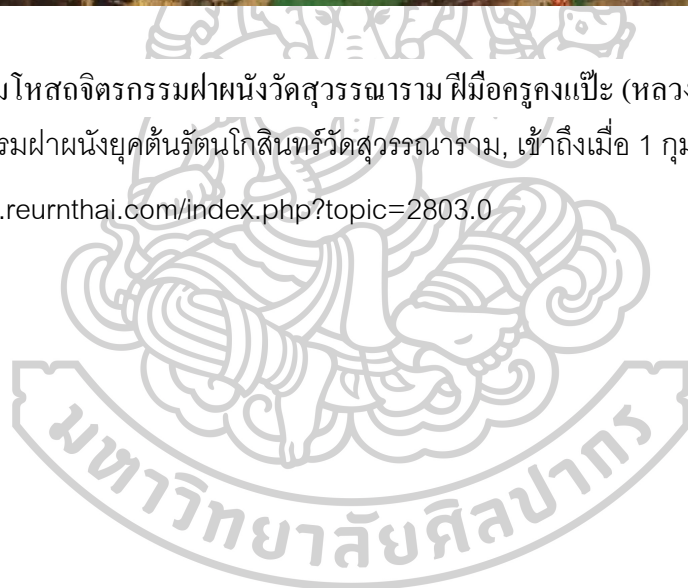 มโหสถจิตรกรรมฝาผนังวัดสุวรรณาราม ฝีมือครูคงแป๊ะ (หลวง
รมฝาผนังยุคต้นรัตนโกสินทร์วัดสุวรรณาราม, เข้าถึงเมื่อ 1 กุม
.reurnthai.com/index.php?topic=2803.0
มหาวิทยาลัยศิลปากร